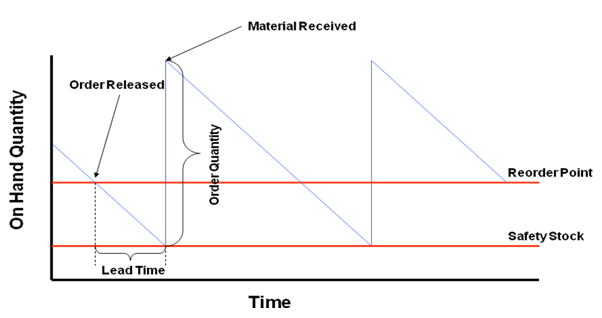 Material Received
Order Released
On Hand Quantity
Order Quantity
Reorder Point
Safety Stock
Lead Time
Time